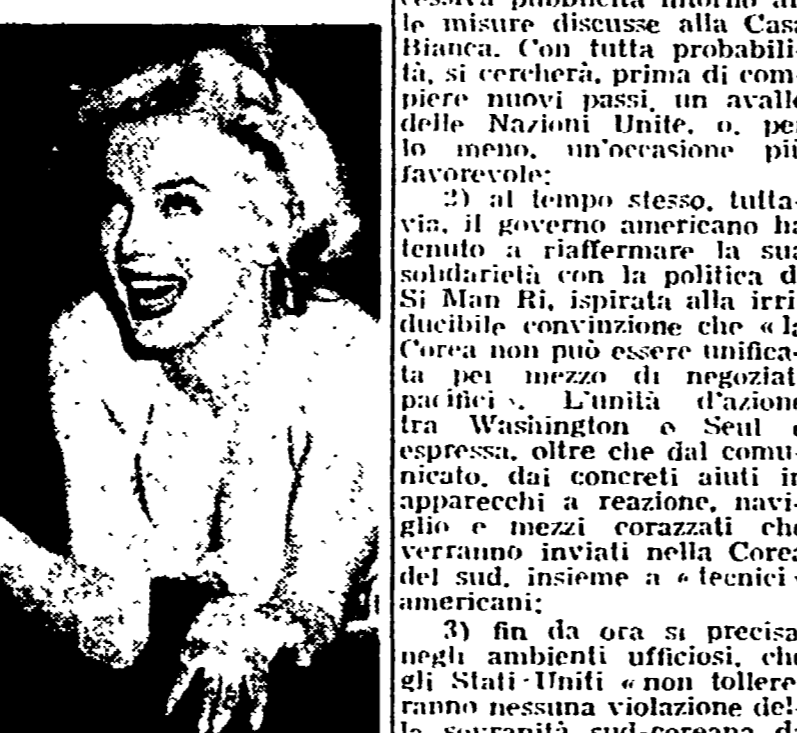 le misure discusse alla Casa
Bianca. Con tutta probabili-
tà, si cercherà, prima di com-
piere nuovi passi, un avallo
delle Nazioni Unite, o, per
lo meno, un'occasione più
favorevole;
2) al tempo stesso, tutta-
via, il governo americano ha
tenuto a riaffermare la sua
solidarietà con la politica di
Si Man Ri, ispirata alla irri-
ducibile convinzione che « la
Corea non può essere unifica-
ta per mezzo di negoziati
pacifici ». L'unità d'azione
tra Washington e Seul è
espressa, oltre che dal comu-
nicato, dai concreti aiuti in
apparecchi a reazione, navi-
glio e mezzi corazzati che
verranno inviati nella Corea
del sud, insieme a « tecnici »
americani;
3) fin da ora si precisa,
negli ambienti ufficiosi, che
gli Stati Uniti « non tollere-
ranno nessuna violazione del-
la sovranità sud-coreana da